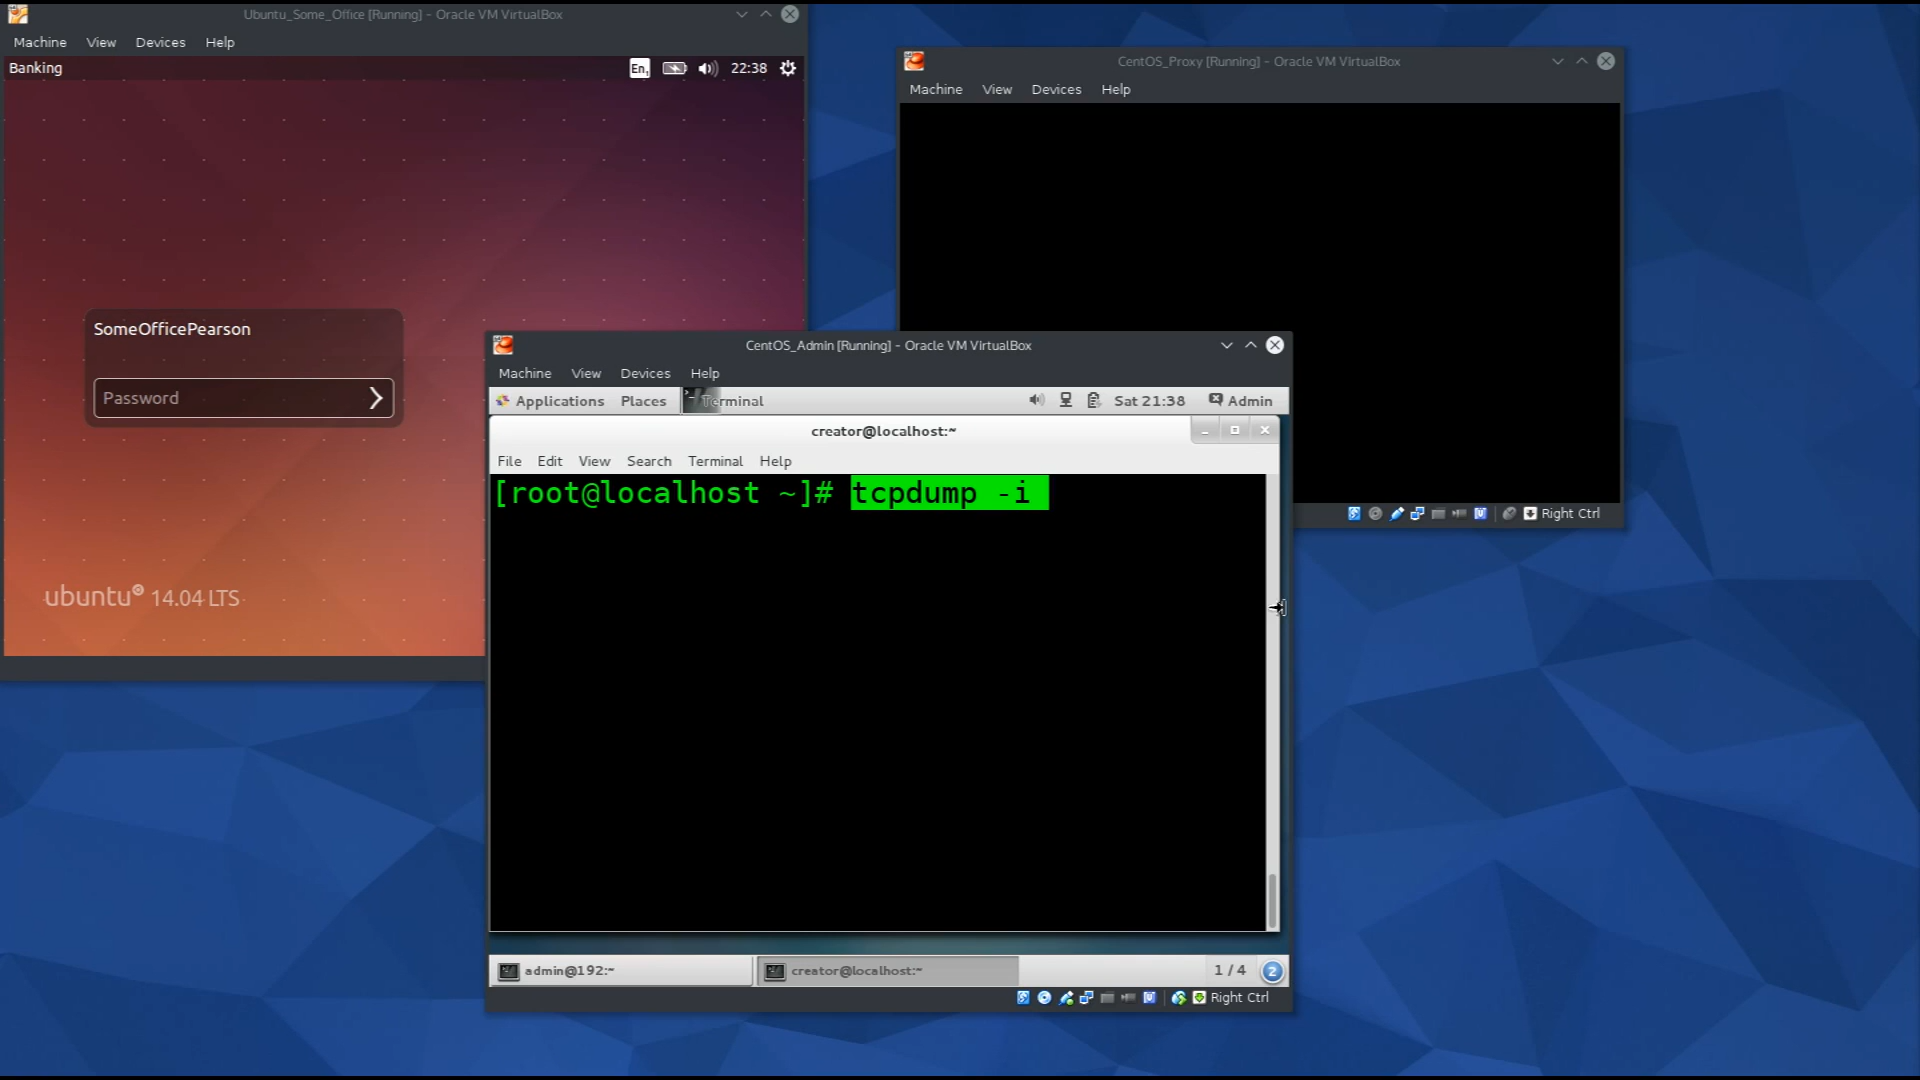 Ubuntu_Some_Office [Running] - Oracle VM VirtualBox
Machine View Devices Help
Banking
En1
22:38
SomeOfficePearson
Password
ubuntu® 14.04 LTS
CentOS_Proxy [Running] - Oracle VM VirtualBox
Machine View Devices Help
Right Ctrl
CentOS_Admin [Running] - Oracle VM VirtualBox
Machine View Devices Help
Applications Places Terminal Sat 21:38 Admin
creator@localhost:~
File Edit View Search Terminal Help
[root@localhost ~]# tcpdump -i
admin@192:~ creator@localhost:~ 1 / 4 2
Right Ctrl